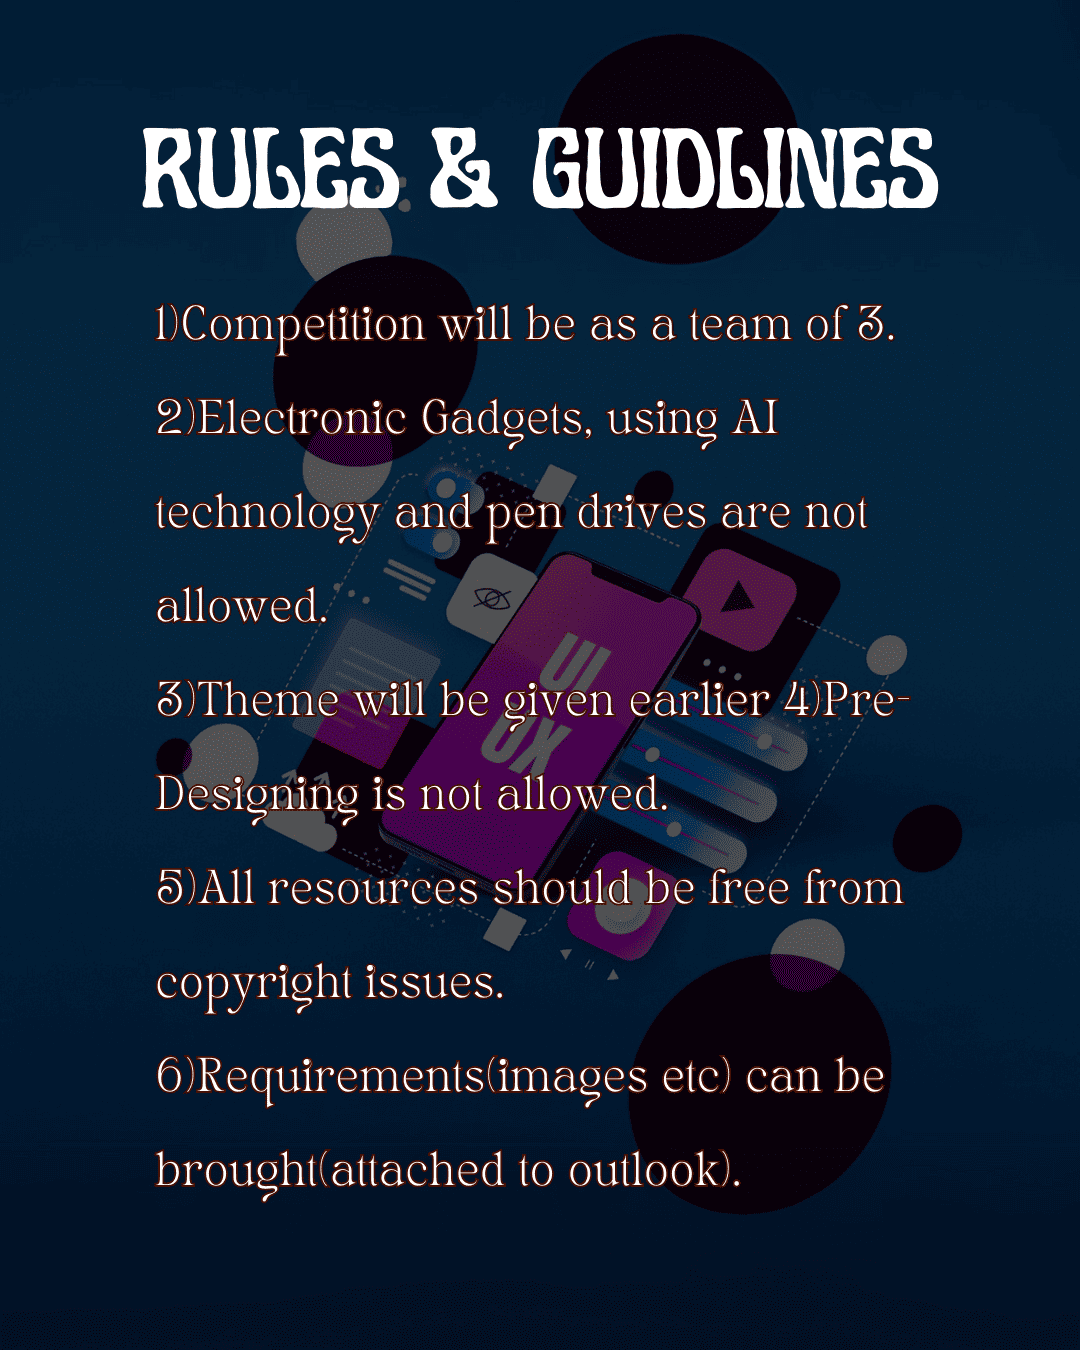 RULES & GUIDLINES
1)Competition will be as a team of 3.
2)Electronic Gadgets, using AI
technology and pen drives are not
allowed.
3)Theme will be given earlier 4)Pre-
Designing is not allowed.
5)All resources should be free from
copyright issues.
6)Requirements(images etc) can be
brought(attached to outlook).
UI
UX